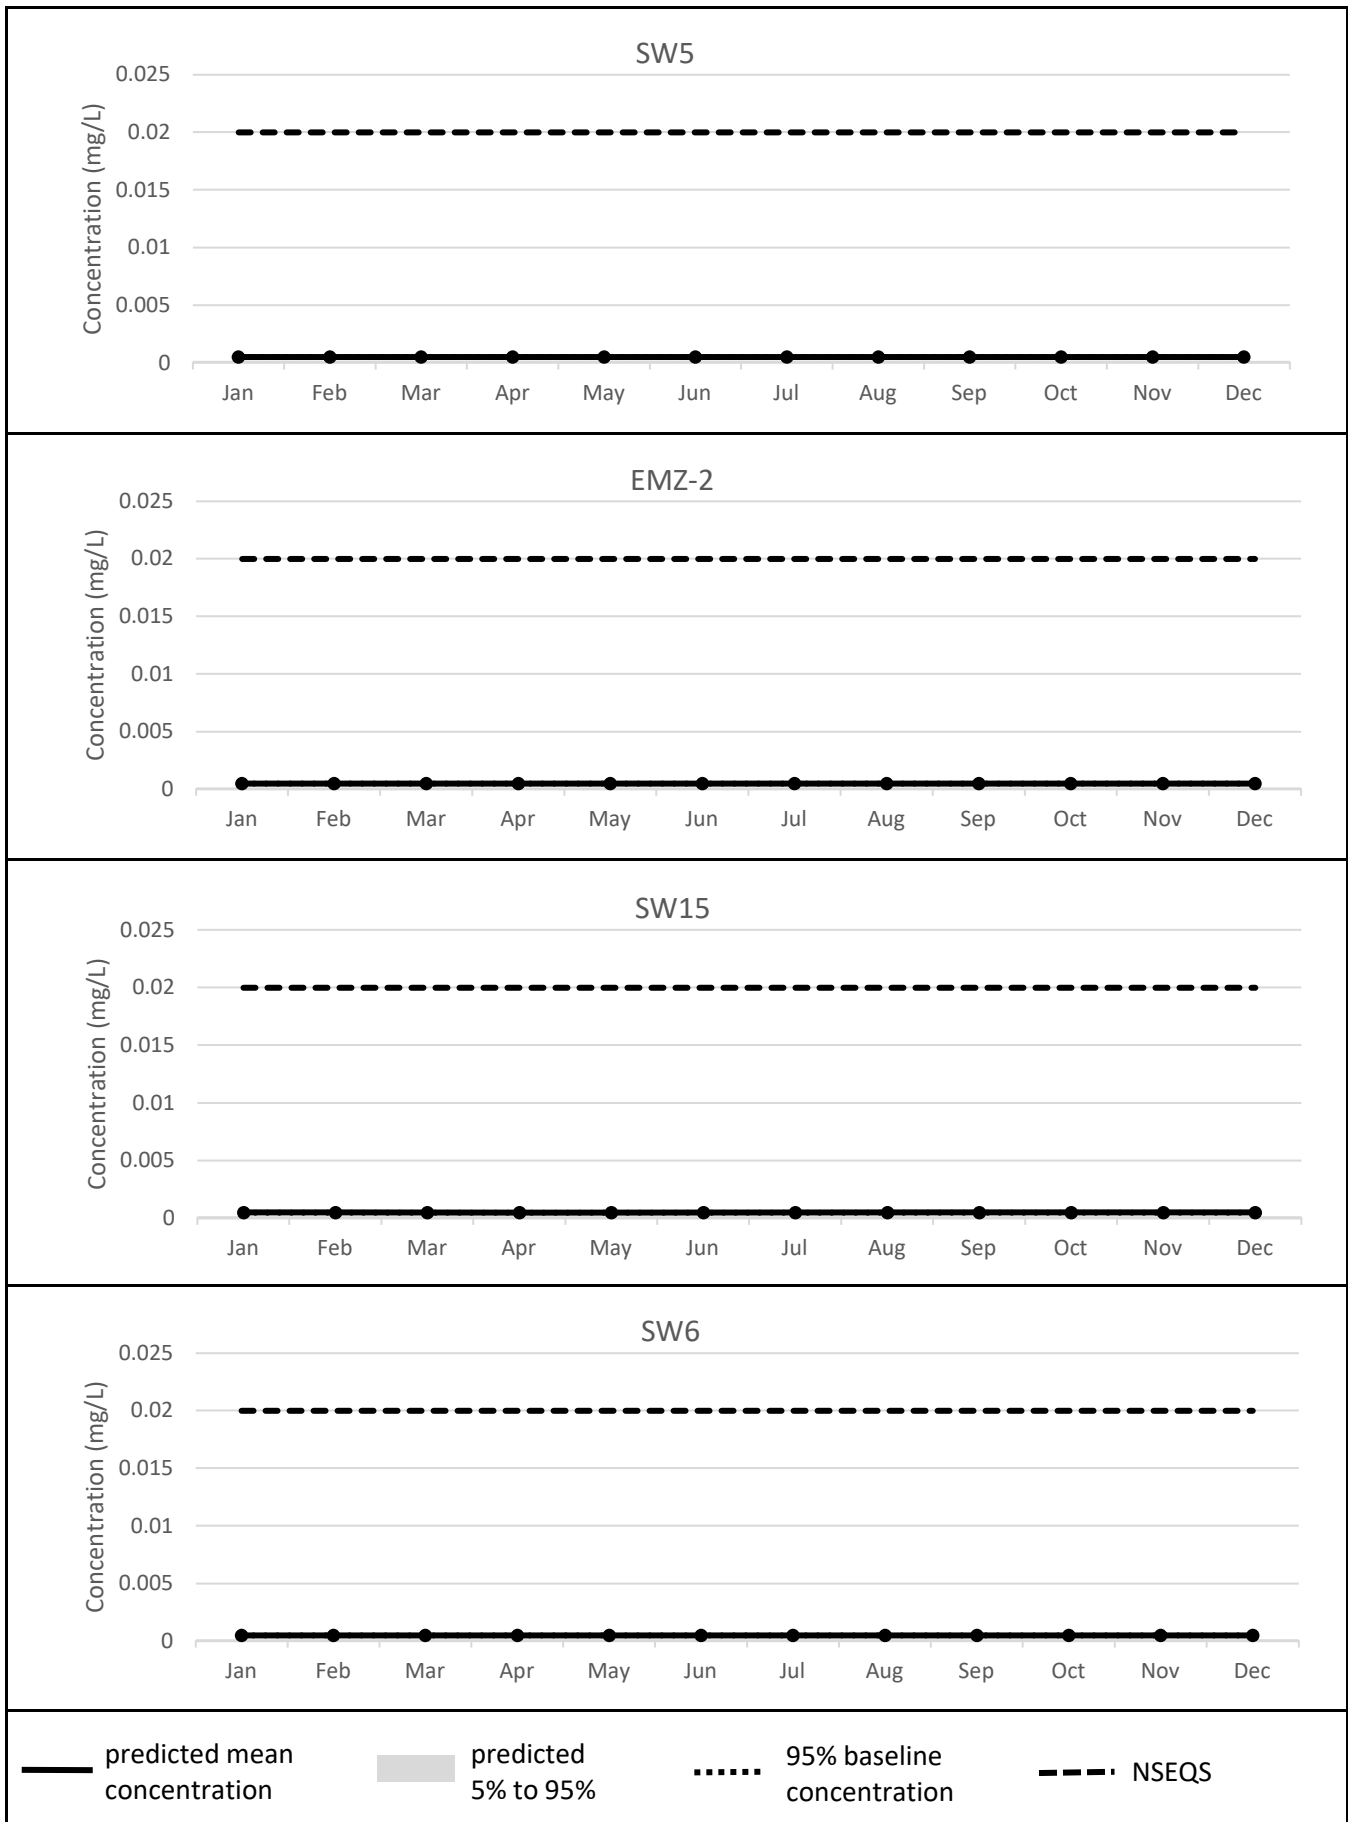 SW5
Concentration (mg/L)
0.025
0.02
0.015
0.01
0.005
0
Jan Feb Mar Apr May Jun Jul Aug Sep Oct Nov Dec
EMZ-2
Concentration (mg/L)
0.025
0.02
0.015
0.01
0.005
0
Jan Feb Mar Apr May Jun Jul Aug Sep Oct Nov Dec
SW15
Concentration (mg/L)
0.025
0.02
0.015
0.01
0.005
0
Jan Feb Mar Apr May Jun Jul Aug Sep Oct Nov Dec
SW6
Concentration (mg/L)
0.025
0.02
0.015
0.01
0.005
0
Jan Feb Mar Apr May Jun Jul Aug Sep Oct Nov Dec
predicted mean
concentration
predicted
5% to 95%
95% baseline
concentration
NSEQS